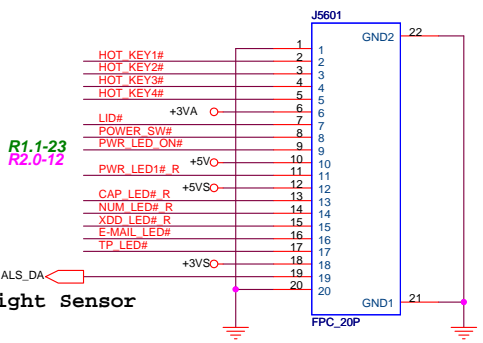 J5601
GND2 22
1 1
HOT_KEY1# 2 2
HOT_KEY2# 3 3
HOT_KEY3# 4 4
HOT_KEY4# 5 5
+3VA 6 6
LID# 7 7
POWER_SW# 8 8
R1.1-23 PWR_LED_ON# 9 9
R2.0-12 +5V 10 10
PWR_LED1#_R 11 11
+5VS 12 12
CAP_LED#_R 13 13
NUM_LED#_R 14 14
XDD_LED#_R 15 15
E-MAIL_LED# 16 16
TP_LED# 17 17
+3VS 18 18
ALS_DA 19 19
20 20
ight Sensor
GND1 21
FPC_20P